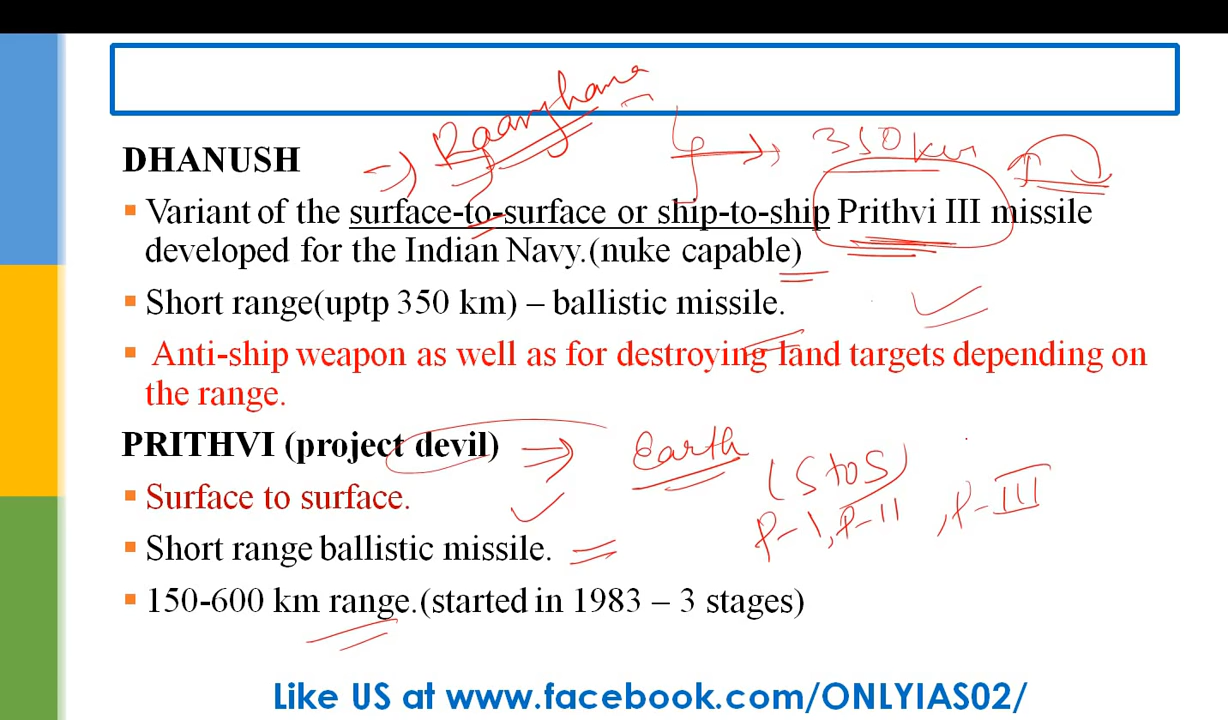 350 km
DHANUSH
▪ Variant of the surface-to-surface or ship-to-ship Prithvi III missile
developed for the Indian Navy.(nuke capable)
▪ Short range(uptp 350 km) – ballistic missile.
▪ Anti-ship weapon as well as for destroying land targets depending on
the range.
PRITHVI (project devil)
Earth
(S to S)
▪ Surface to surface.
P-I, P-II, P-III
▪ Short range ballistic missile.
▪ 150-600 km range.(started in 1983 – 3 stages)
Like US at www.facebook.com/ONLYIAS02/